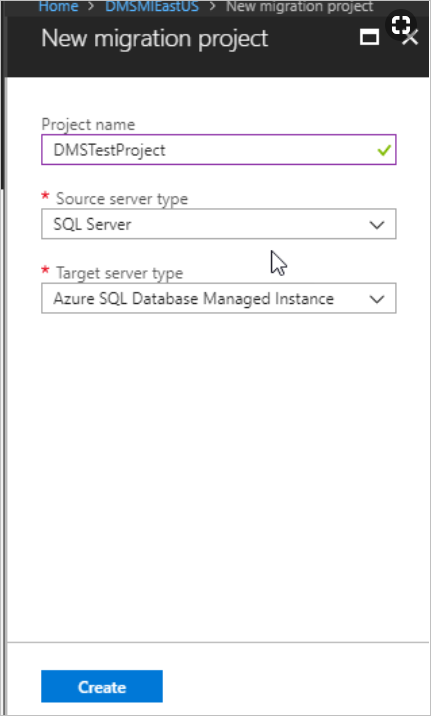 Home > DMSMIEastUS > New migration project
New migration project
Project name
DMSTestProject
* Source server type
SQL Server
* Target server type
Azure SQL Database Managed Instance
Create